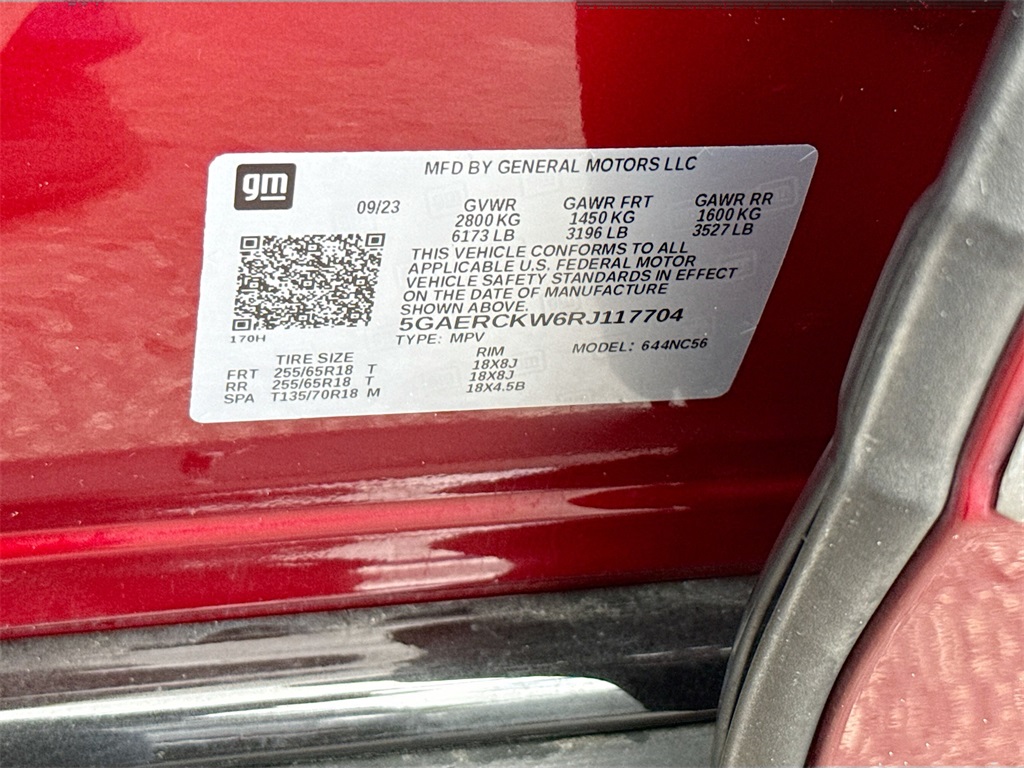 gm
MFD BY GENERAL MOTORS LLC
09/23
GVWR GAWR FRT GAWR RR
2800 KG 1450 KG 1600 KG
6173 LB 3196 LB 3527 LB
THIS VEHICLE CONFORMS TO ALL
APPLICABLE U.S. FEDERAL MOTOR
VEHICLE SAFETY STANDARDS IN EFFECT
ON THE DATE OF MANUFACTURE
SHOWN ABOVE.
5GAERCKW6RJ117704
170H
TYPE: MPV MODEL: 644NC56
TIRE SIZE RIM
FRT 255/65R18 T 18X8J
RR 255/65R18 T 18X8J
SPA T135/70R18 M 18X4.5B